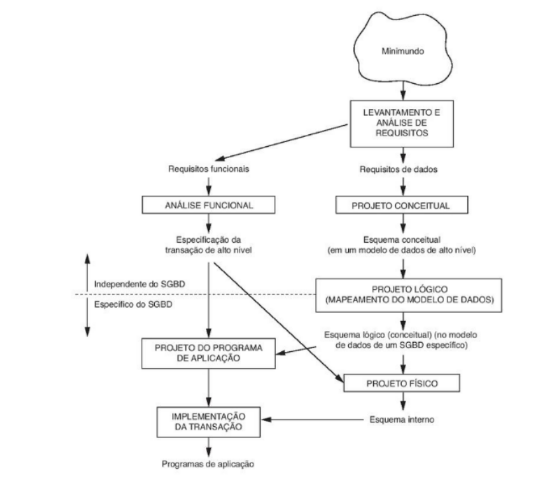 Minimundo
LEVANTAMENTO E
ANÁLISE DE
REQUISITOS
Requisitos funcionais
Requisitos de dados
ANÁLISE FUNCIONAL
PROJETO CONCEITUAL
Especificação da
transação de alto nível
Esquema conceitual
(em um modelo de dados de alto nível)
Independente do SGBD
Específico do SGBD
PROJETO LÓGICO
(MAPEAMENTO DO MODELO DE DADOS)
Esquema lógico (conceitual) (no modelo
de dados de um SGBD específico)
PROJETO DO PROGRAMA
DE APLICAÇÃO
PROJETO FÍSICO
IMPLEMENTAÇÃO
DA TRANSAÇÃO
Esquema interno
Programas de aplicação